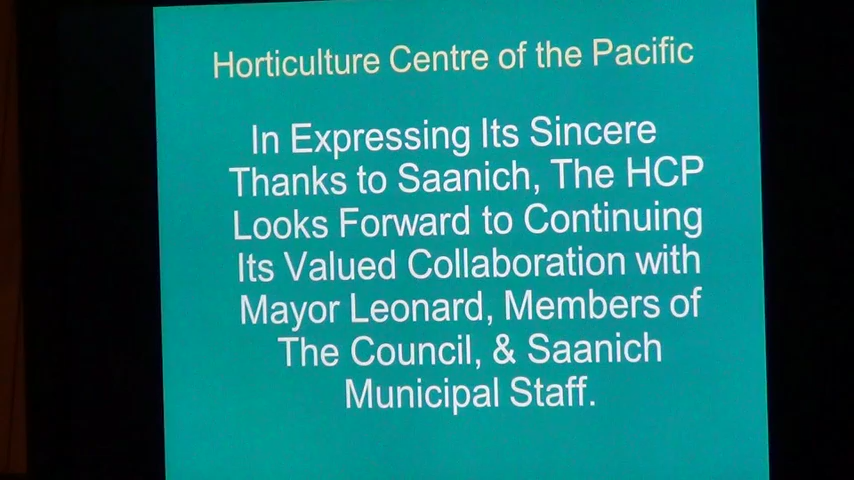 Horticulture Centre of the Pacific
In Expressing Its Sincere
Thanks to Saanich, The HCP
Looks Forward to Continuing
Its Valued Collaboration with
Mayor Leonard, Members of
The Council, & Saanich
Municipal Staff.